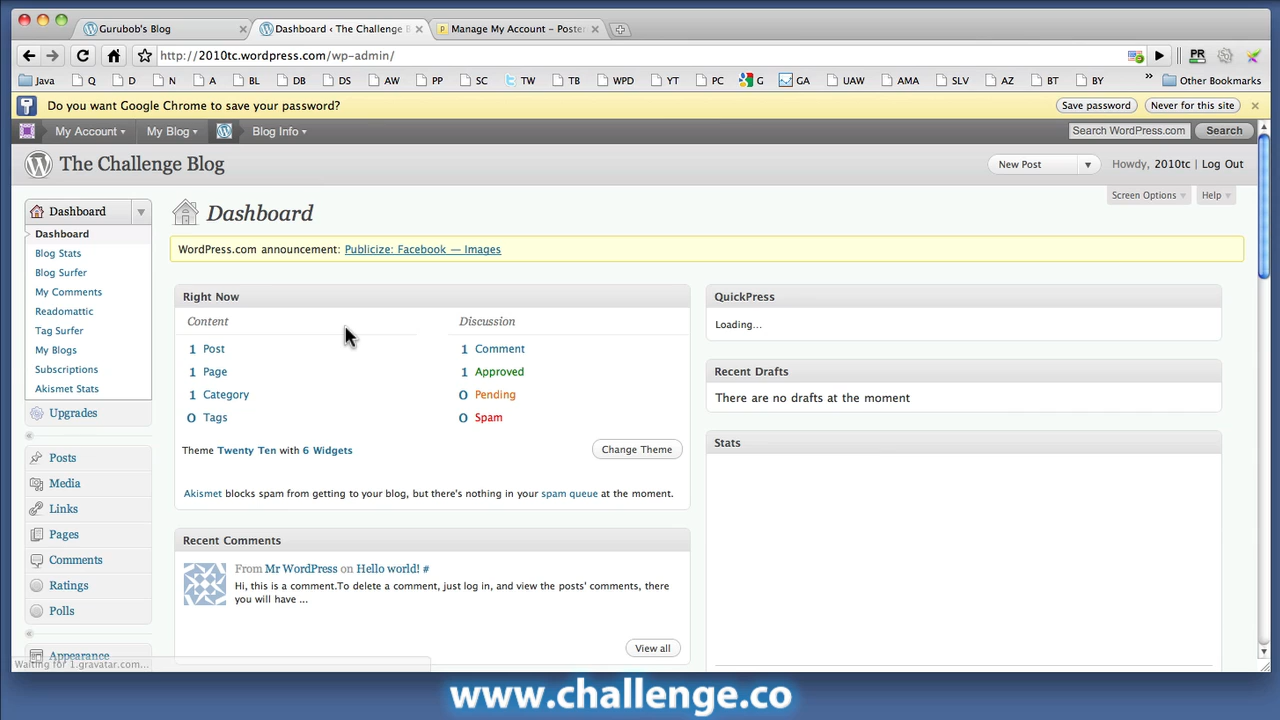 Gurubob's Blog
Dashboard ‹ The Challenge B
Manage My Account – Poster
http://2010tc.wordpress.com/wp-admin/
PR
Java Q D N A BL DB DS AW PP SC TW TB WPD YT PC G GA UAW AMA SLV AZ BT BY » Other Bookmarks
Do you want Google Chrome to save your password?
Save password
Never for this site
My Account
My Blog
Blog Info
Search WordPress.com
Search
The Challenge Blog
New Post
Howdy, 2010tc | Log Out
Screen Options
Help
Dashboard
Dashboard
Blog Stats
Blog Surfer
My Comments
Readomattic
Tag Surfer
My Blogs
Subscriptions
Akismet Stats
Upgrades
Posts
Media
Links
Pages
Comments
Ratings
Polls
Appearance
Dashboard
WordPress.com announcement: Publicize: Facebook — Images
Right Now
Content
1 Post
1 Page
1 Category
0 Tags
Discussion
1 Comment
1 Approved
0 Pending
0 Spam
Theme Twenty Ten with 6 Widgets
Change Theme
Akismet blocks spam from getting to your blog, but there's nothing in your spam queue at the moment.
Recent Comments
From Mr WordPress on Hello world! #
Hi, this is a comment.To delete a comment, just log in, and view the posts' comments, there
you will have ...
View all
QuickPress
Loading...
Recent Drafts
There are no drafts at the moment
Stats
Waiting for 1.gravatar.com...
www.challenge.co